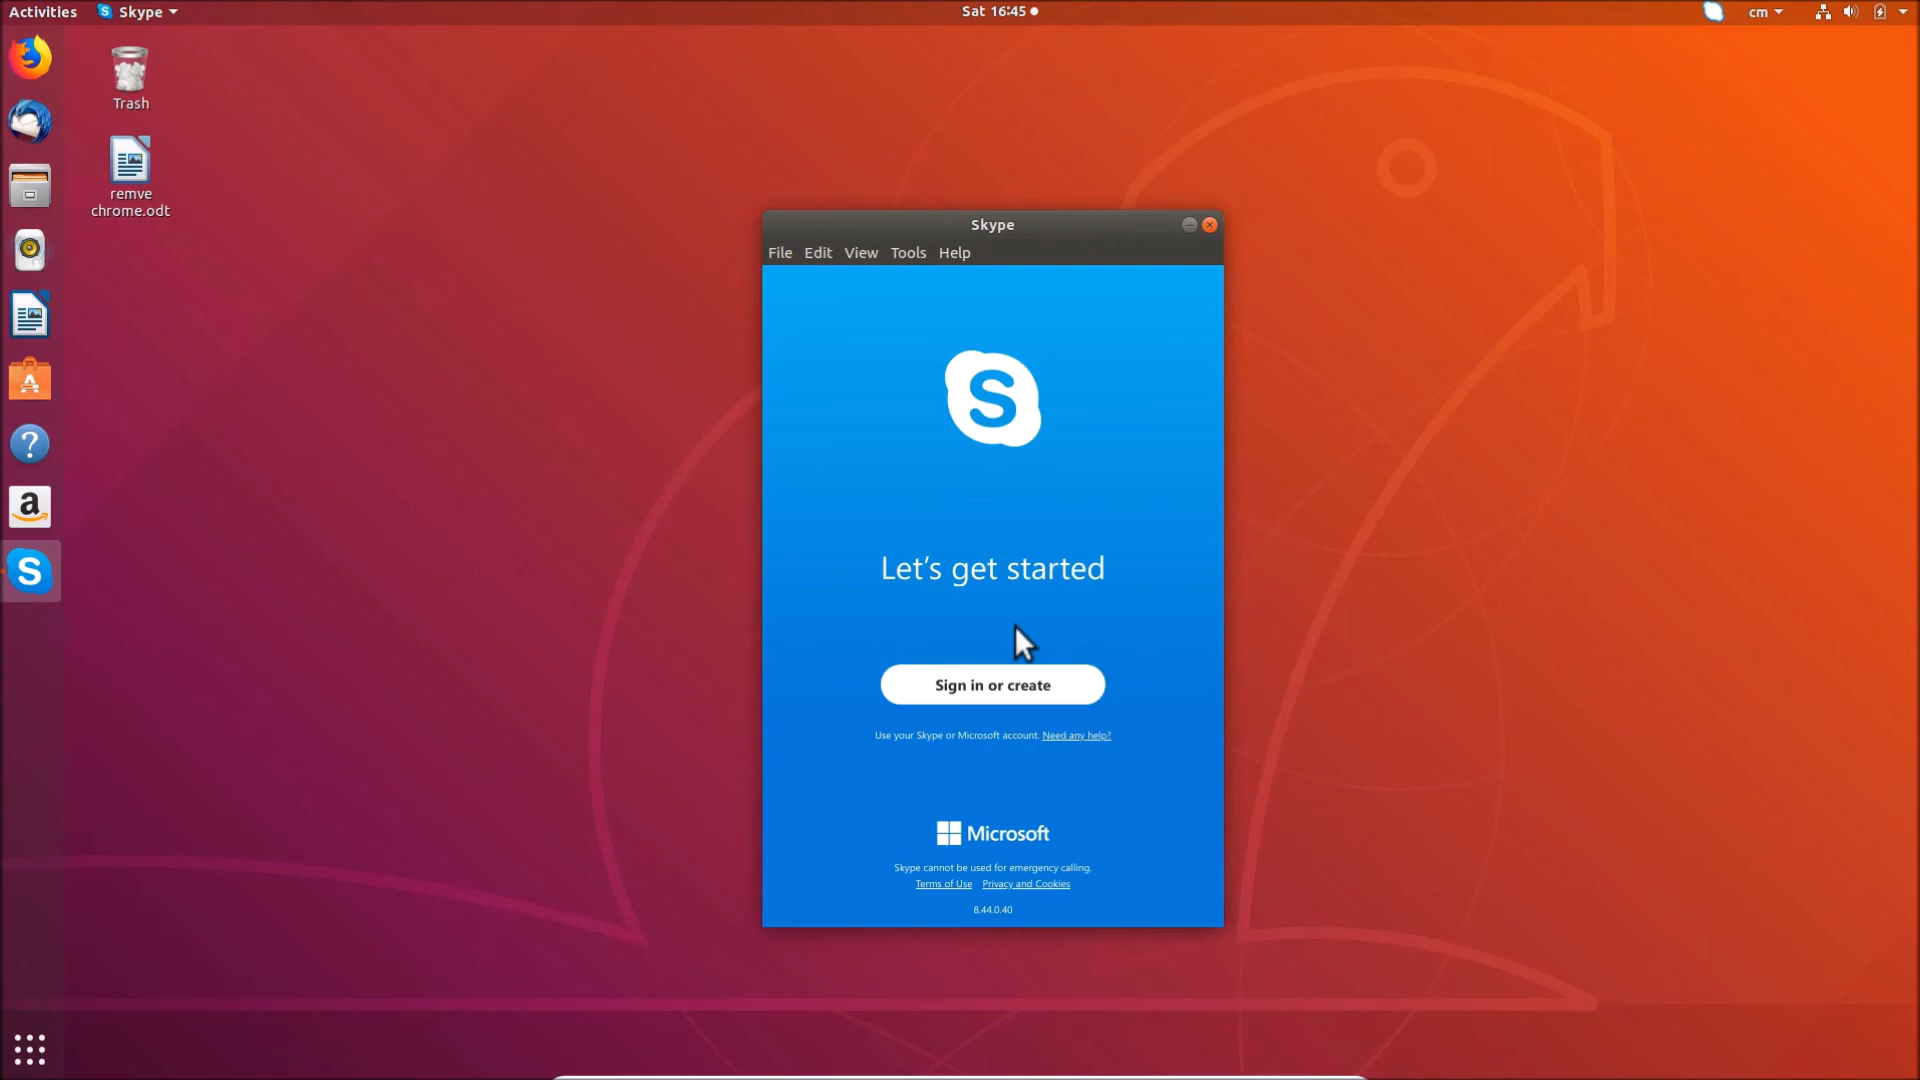 Activities Skype Sat 16:45 cm
Trash
remve
chrome.odt
Skype
File Edit View Tools Help
S
Let's get started
Sign in or create
Use your Skype or Microsoft account. Need any help?
Microsoft
Skype cannot be used for emergency calling.
Terms of Use Privacy and Cookies
8.44.0.40